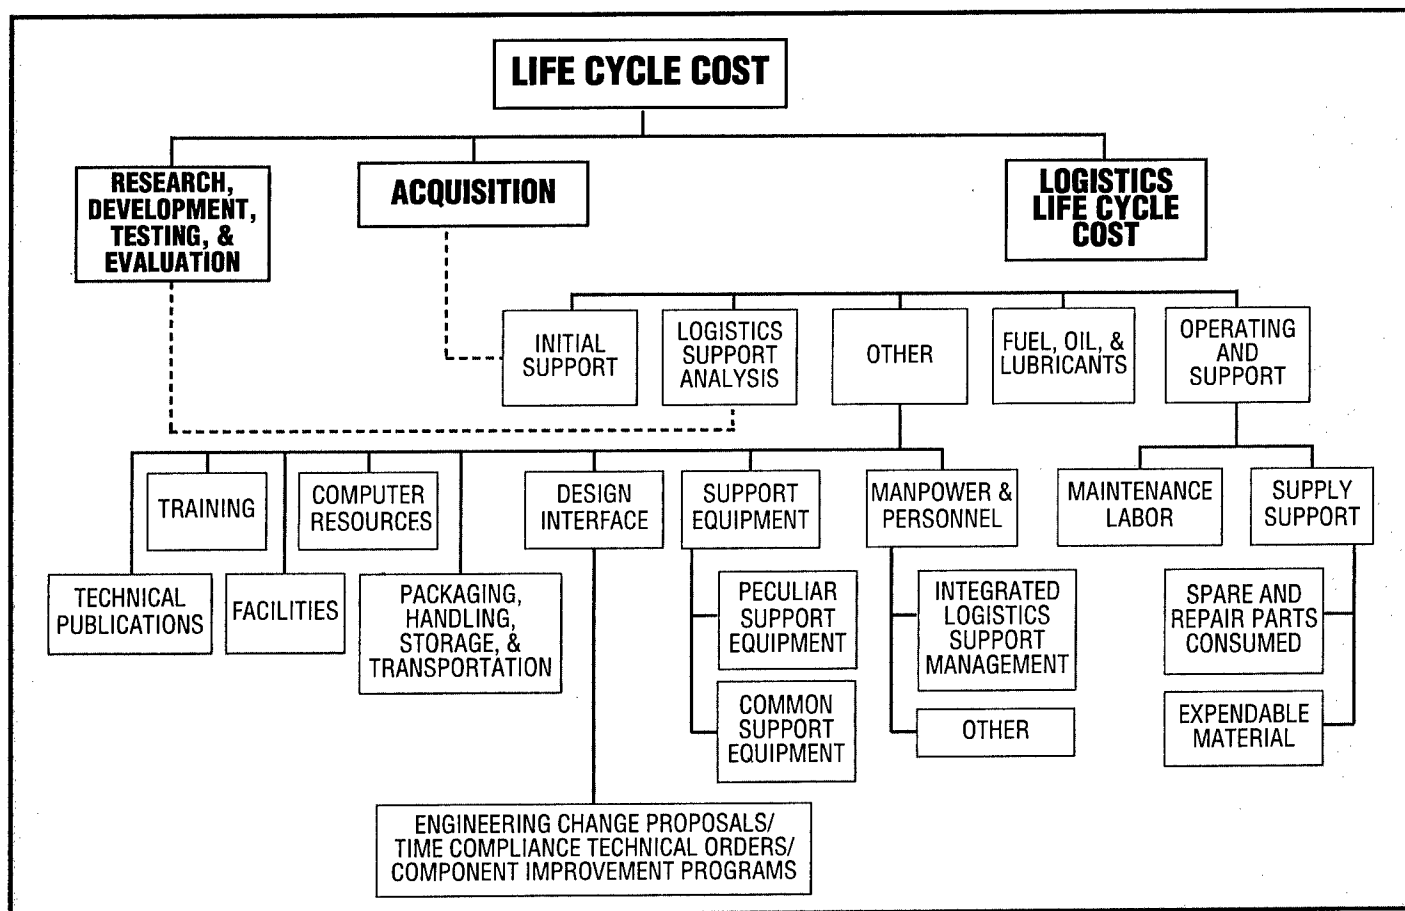 LIFE CYCLE COST
RESEARCH,
DEVELOPMENT,
TESTING, &
EVALUATION
ACQUISITION
LOGISTICS
LIFE CYCLE
COST
INITIAL
SUPPORT
LOGISTICS
SUPPORT
ANALYSIS
OTHER
FUEL, OIL, &
LUBRICANTS
OPERATING
AND
SUPPORT
TRAINING
COMPUTER
RESOURCES
DESIGN
INTERFACE
SUPPORT
EQUIPMENT
MANPOWER &
PERSONNEL
MAINTENANCE
LABOR
SUPPLY
SUPPORT
TECHNICAL
PUBLICATIONS
FACILITIES
PACKAGING,
HANDLING,
STORAGE, &
TRANSPORTATION
PECULIAR
SUPPORT
EQUIPMENT
INTEGRATED
LOGISTICS
SUPPORT
MANAGEMENT
SPARE AND
REPAIR PARTS
CONSUMED
COMMON
SUPPORT
EQUIPMENT
OTHER
EXPENDABLE
MATERIAL
ENGINEERING CHANGE PROPOSALS/
TIME COMPLIANCE TECHNICAL ORDERS/
COMPONENT IMPROVEMENT PROGRAMS